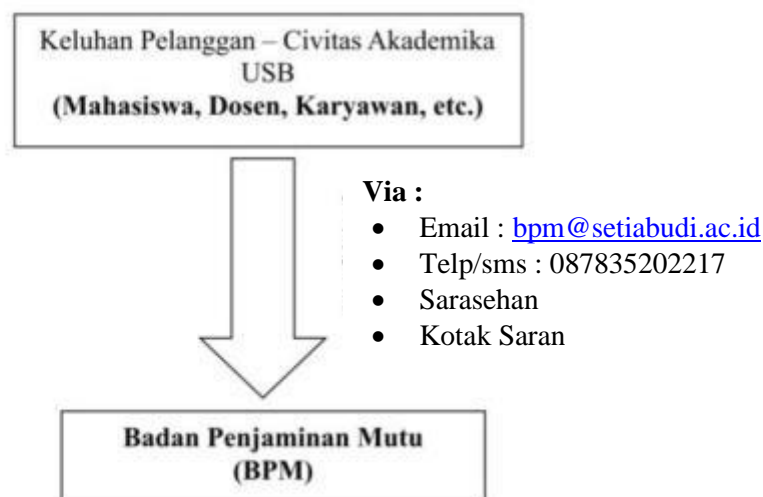 Keluhan Pelanggan – Civitas Akademika
USB
(Mahasiswa, Dosen, Karyawan, etc.)
Via :
• Email : bpm@setiabudi.ac.id
• Telp/sms : 087835202217
• Sarasehan
• Kotak Saran
Badan Penjaminan Mutu
(BPM)